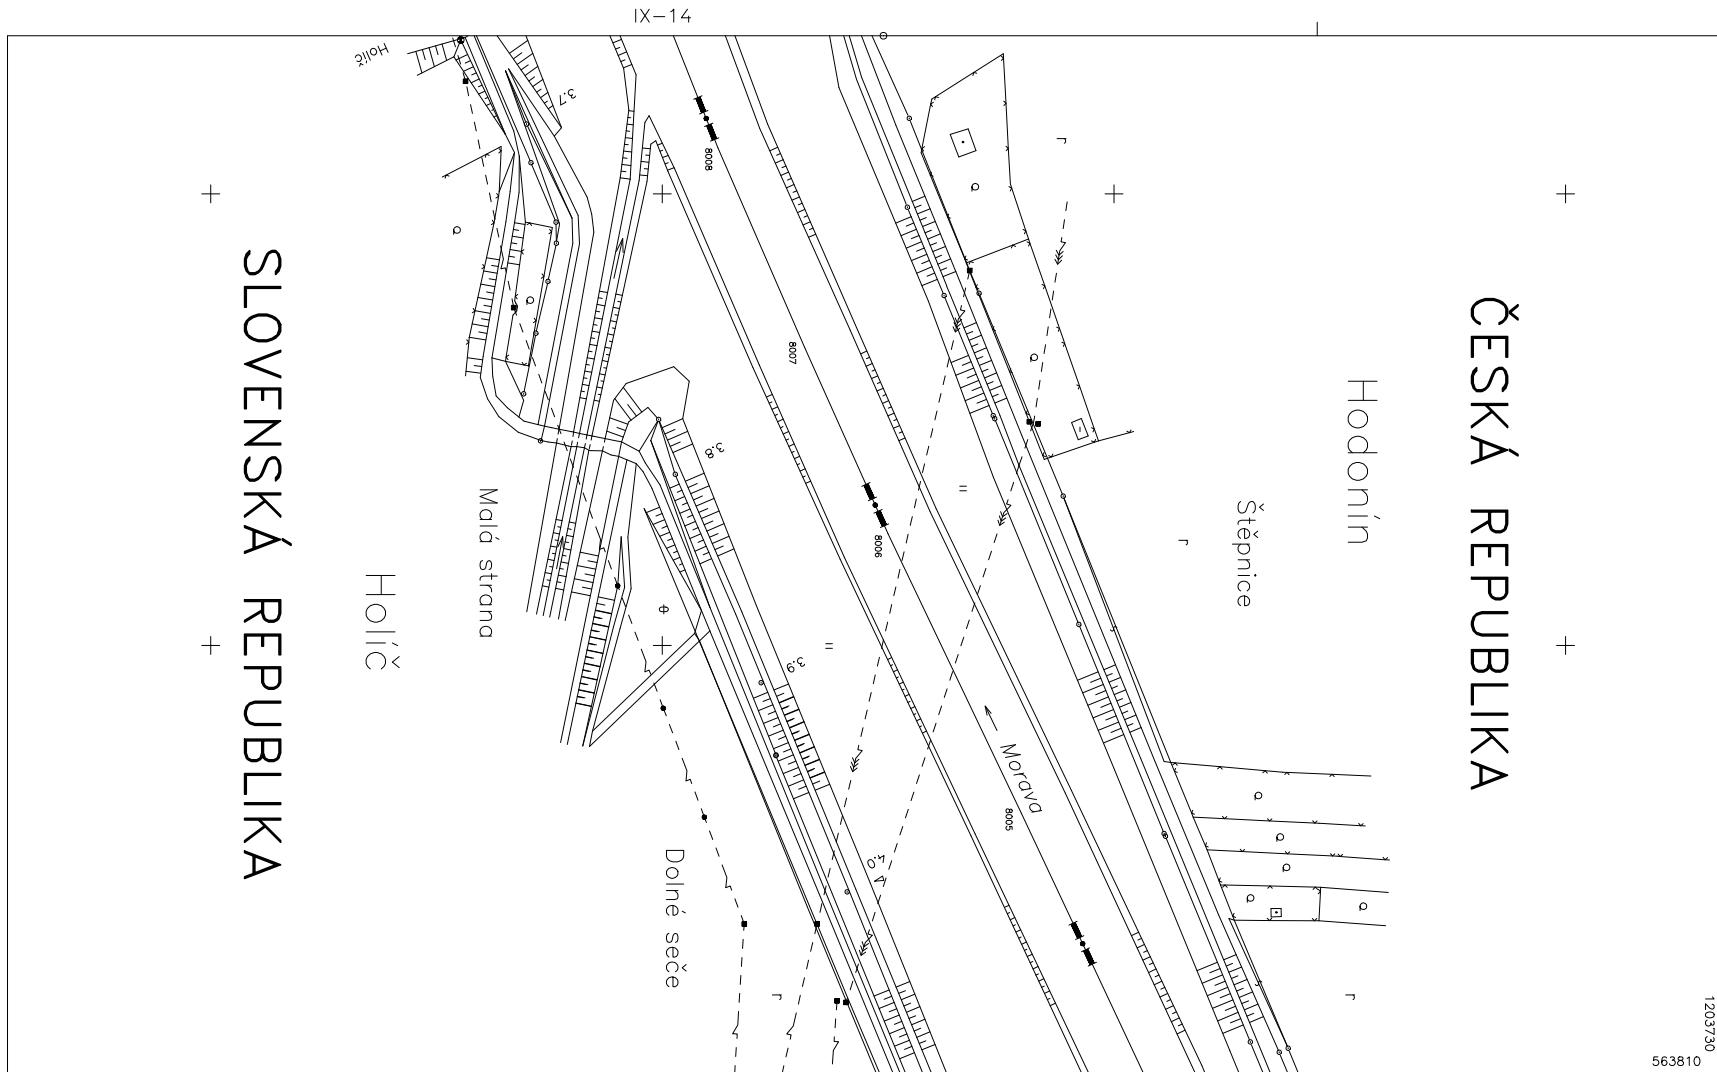 IX-14
Holíč
3.7
8008
8007
3.8
8006
3.9
8005
4.0
Morava
SLOVENSKÁ REPUBLIKA
Holíč
Malá strana
Dolné seče
Štěpnice
Hodonín
ČESKÁ REPUBLIKA
1203730
563810